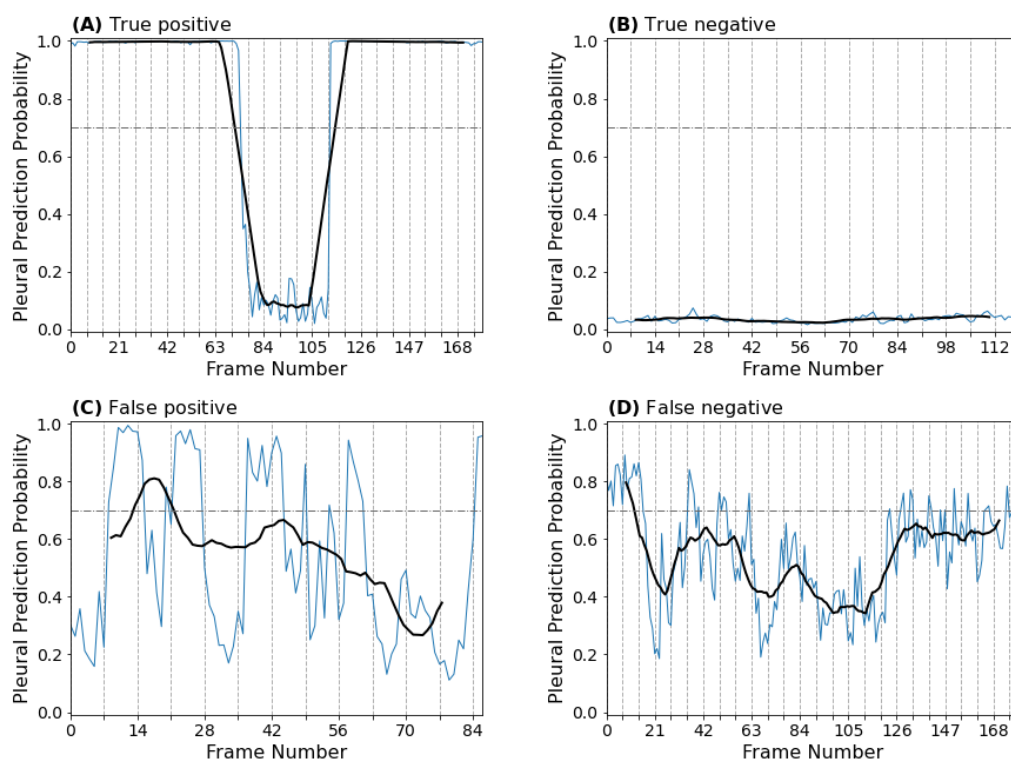 (A) True positive
Pleural Prediction Probability
1.0
0.8
0.6
0.4
0.2
0.0
0 21 42 63 84 105 126 147 168
Frame Number
(B) True negative
Pleural Prediction Probability
1.0
0.8
0.6
0.4
0.2
0.0
0 14 28 42 56 70 84 98 112
Frame Number
(C) False positive
Pleural Prediction Probability
1.0
0.8
0.6
0.4
0.2
0.0
0 14 28 42 56 70 84
Frame Number
(D) False negative
Pleural Prediction Probability
1.0
0.8
0.6
0.4
0.2
0.0
0 21 42 63 84 105 126 147 168
Frame Number